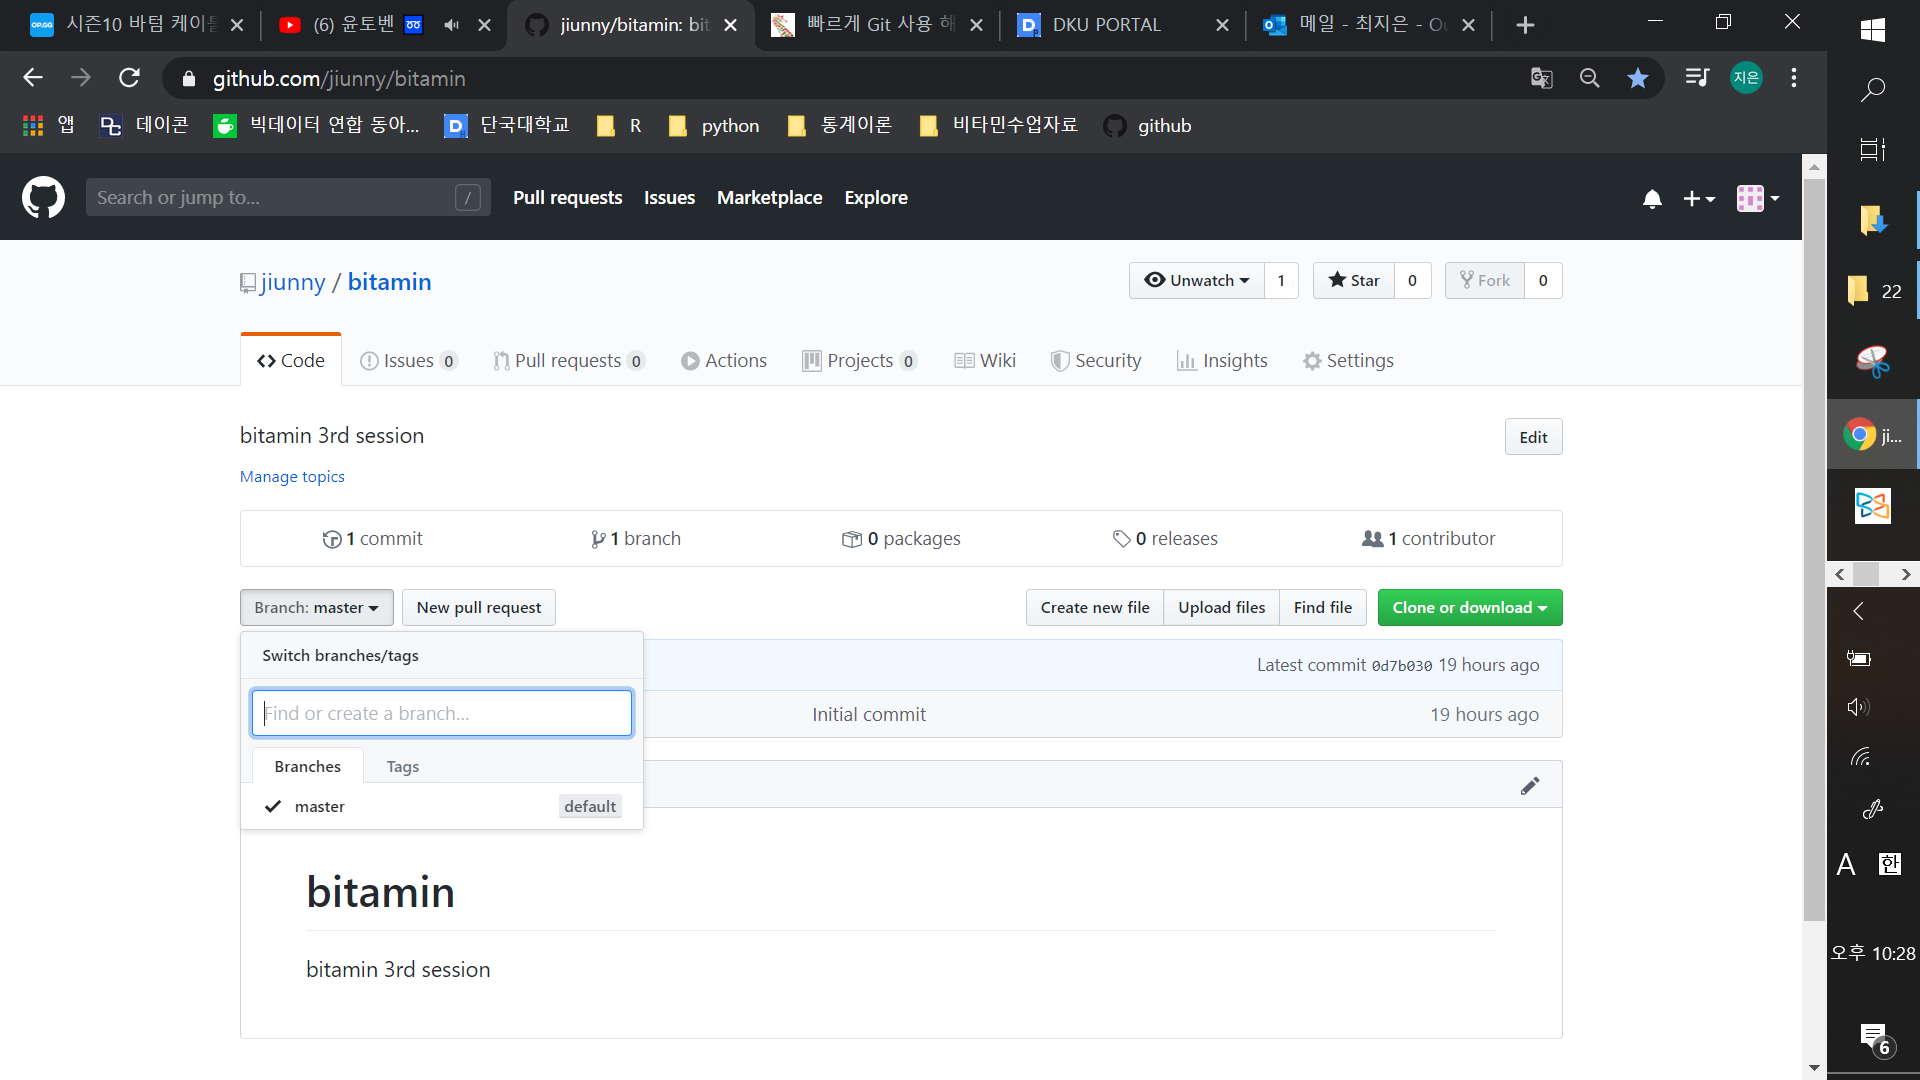 OP.GG 시즌10 바텀 케이틀
(6) 윤토벤
jiunny/bitamin: bit
빠르게 Git 사용 해
DKU PORTAL
메일 - 최지은 - Ou
github.com/jiunny/bitamin
지은
앱 데이콘 빅데이터 연합 동아... 단국대학교 R python 통계이론 비타민수업자료 github
Search or jump to... /
Pull requests Issues Marketplace Explore
jiunny / bitamin
Unwatch 1 Star 0 Fork 0
Code Issues 0 Pull requests 0 Actions Projects 0 Wiki Security Insights Settings
bitamin 3rd session
Edit
Manage topics
1 commit 1 branch 0 packages 0 releases 1 contributor
Branch: master New pull request Create new file Upload files Find file Clone or download
Switch branches/tags
Latest commit 0d7b030 19 hours ago
Find or create a branch...
Initial commit 19 hours ago
Branches Tags
master default
bitamin
bitamin 3rd session
22
ji...
A 한
오후 10:28
6